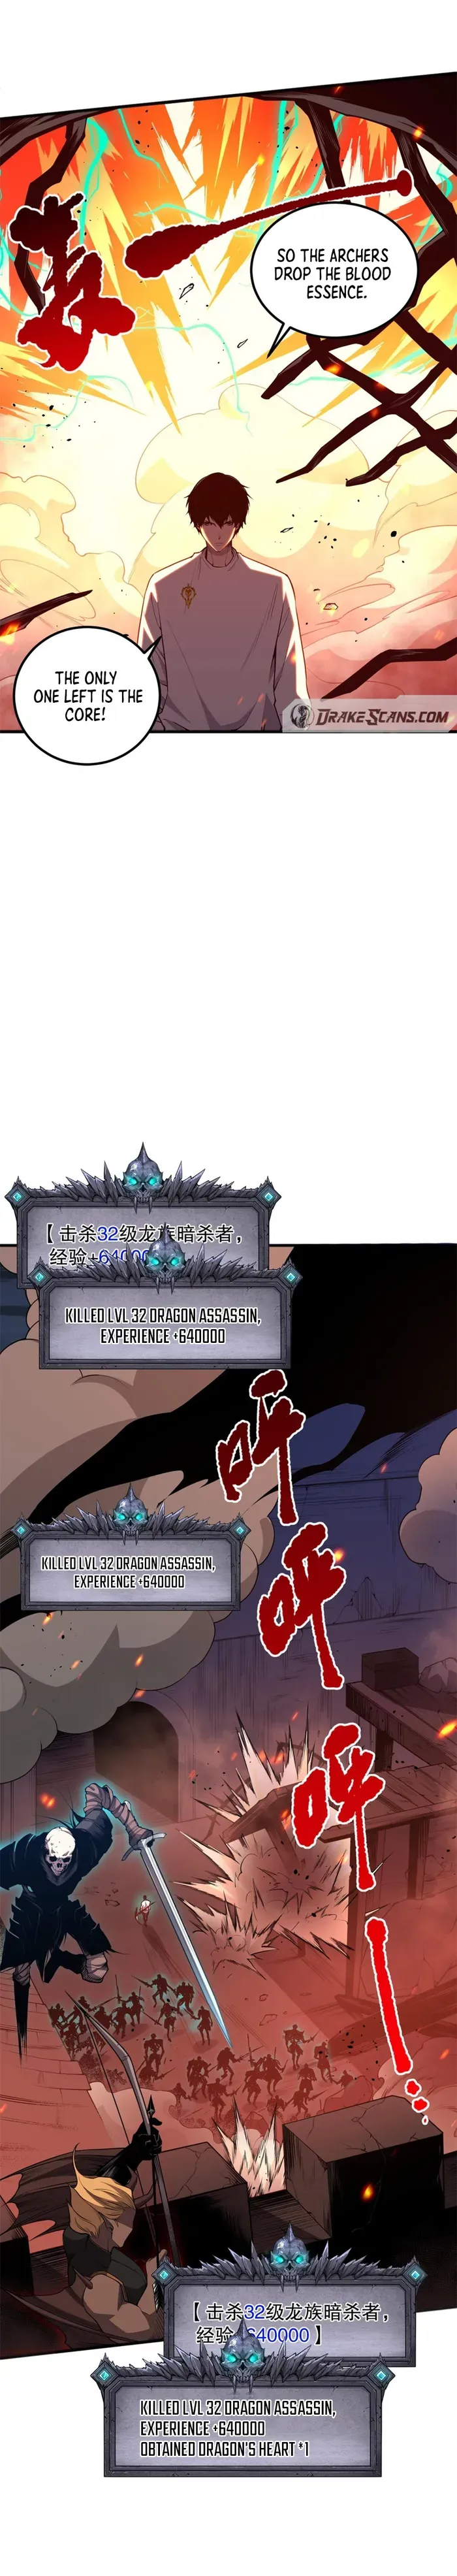 SO THE ARCHERS
DROP THE BLOOD
ESSENCE.
THE ONLY
ONE LEFT IS THE
CORE!
DRAKESCANS.COM
【击杀32级龙族暗杀者，
经验+64000
KILLED LVL 32 DRAGON ASSASSIN,
EXPERIENCE +640000
呼
KILLED LVL 32 DRAGON ASSASSIN,
EXPERIENCE +640000
呼
呼
【击杀32级龙族暗杀者，
经验 640000】
KILLED LVL 32 DRAGON ASSASSIN,
EXPERIENCE +640000
OBTAINED DRAGON'S HEART *1